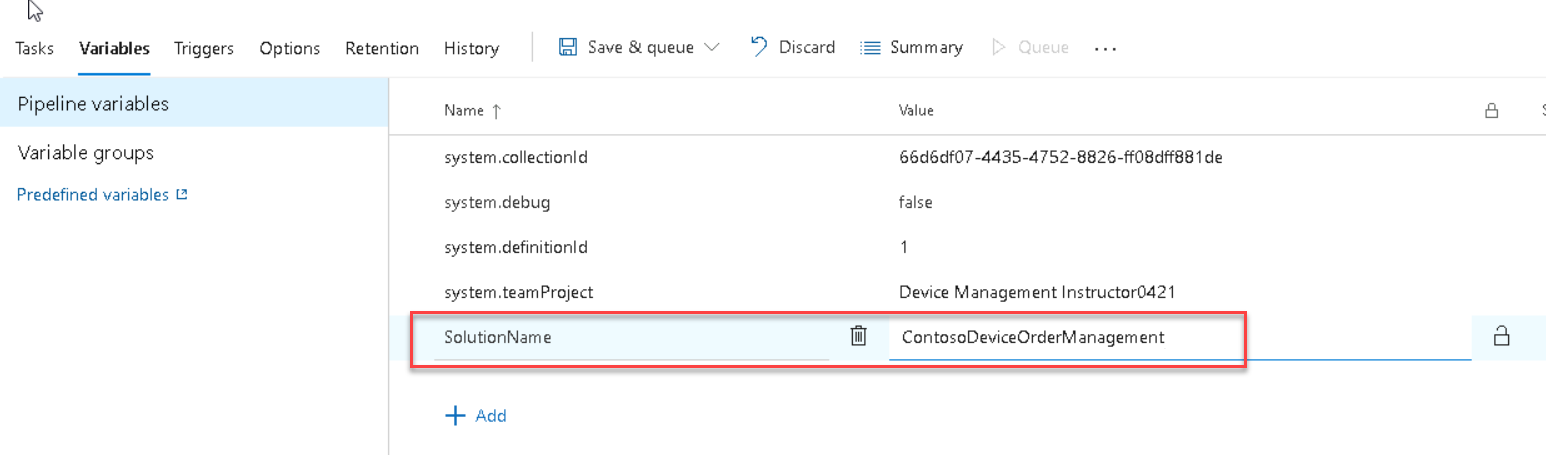 Tasks Variables Triggers Options Retention History Save & queue Discard Summary Queue ...
Pipeline variables
Variable groups
Predefined variables
Name ↑ Value
system.collectionId 66d6df07-4435-4752-8826-ff08dff881de
system.debug false
system.definitionId 1
system.teamProject Device Management Instructor0421
SolutionName ContosoDeviceOrderManagement
+ Add